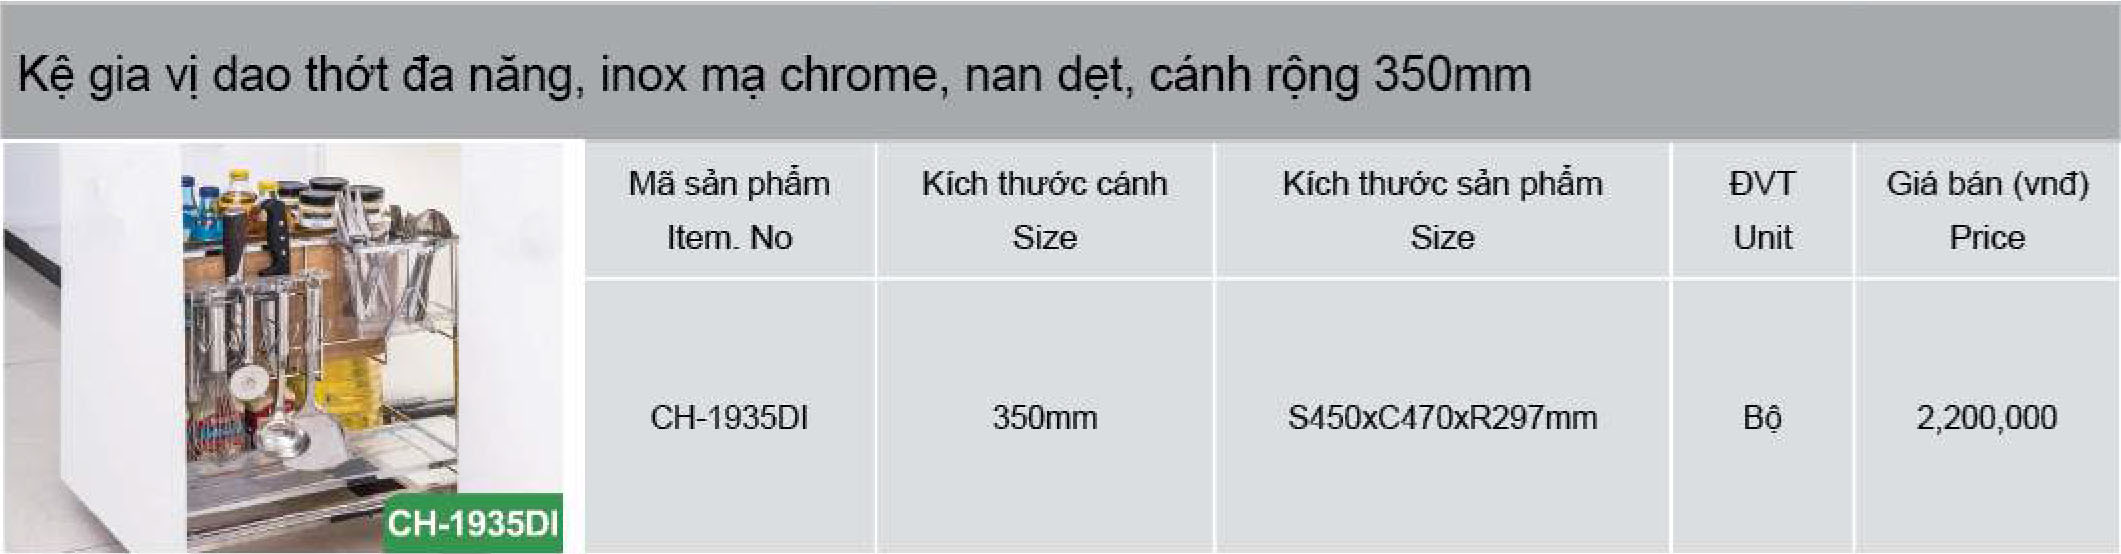 Kệ gia vị dao thớt đa năng, inox mạ chrome, nan dẹt, cánh rộng 350mm
Mã sản phẩm
Item. No
Kích thước cánh
Size
Kích thước sản phẩm
Size
ĐVT
Unit
Giá bán (vnđ)
Price
CH-1935DI
350mm
S450xC470xR297mm
Bộ
2,200,000
CH-1935DI